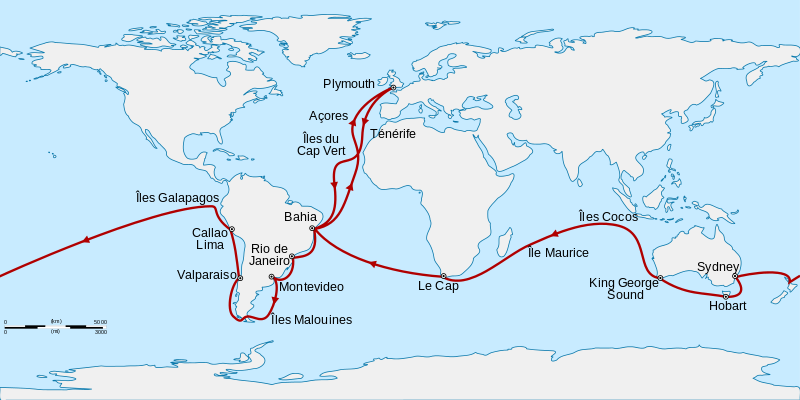 Plymouth
Açores
Ténérife
Îles du
Cap Vert
Îles Galapagos
Bahia
Îles Cocos
Callao
Lima
Rio de
Janeiro
Île Maurice
Sydney
Valparaiso
Montevideo
Le Cap
King George
Sound
Hobart
Îles Malouines
0 (km) 5000
0 (mi) 3000